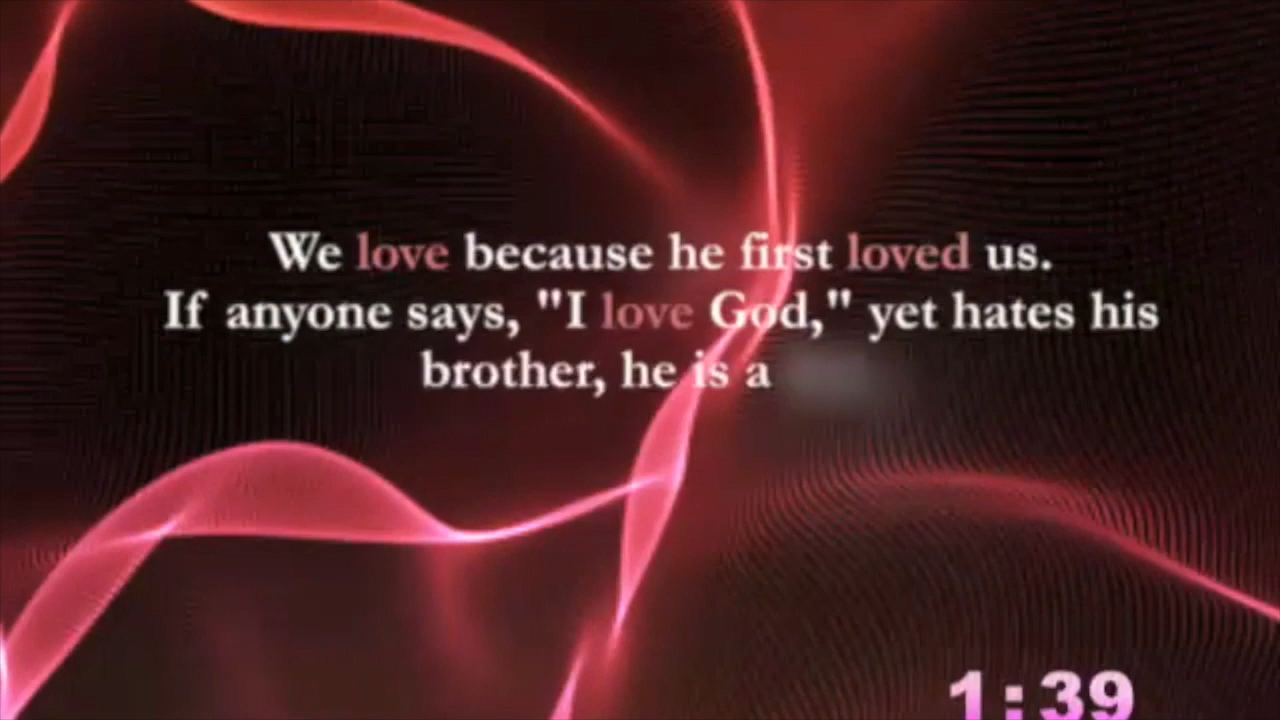 We love because he first loved us.
If anyone says, "I love God," yet hates his
brother, he is a
1:39